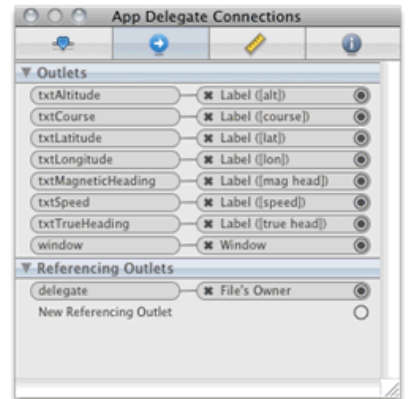 App Delegate Connections
Outlets
txtAltitude Label ([alt])
txtCourse Label ([course])
txtLatitude Label ([lat])
txtLongitude Label ([lon])
txtMagneticHeading Label ([mag head])
txtSpeed Label ([speed])
txtTrueHeading Label ([true head])
window Window
Referencing Outlets
delegate File's Owner
New Referencing Outlet